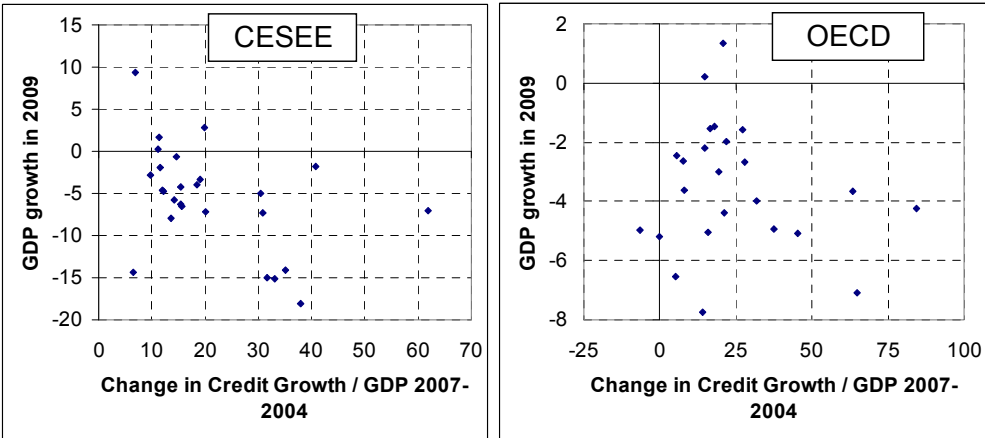 CESEE
GDP growth in 2009
15
10
5
0
-5
-10
-15
-20
0 10 20 30 40 50 60 70
Change in Credit Growth / GDP 2007-
2004
OECD
GDP growth in 2009
2
0
-2
-4
-6
-8
-25 0 25 50 75 100
Change in Credit Growth / GDP 2007-
2004